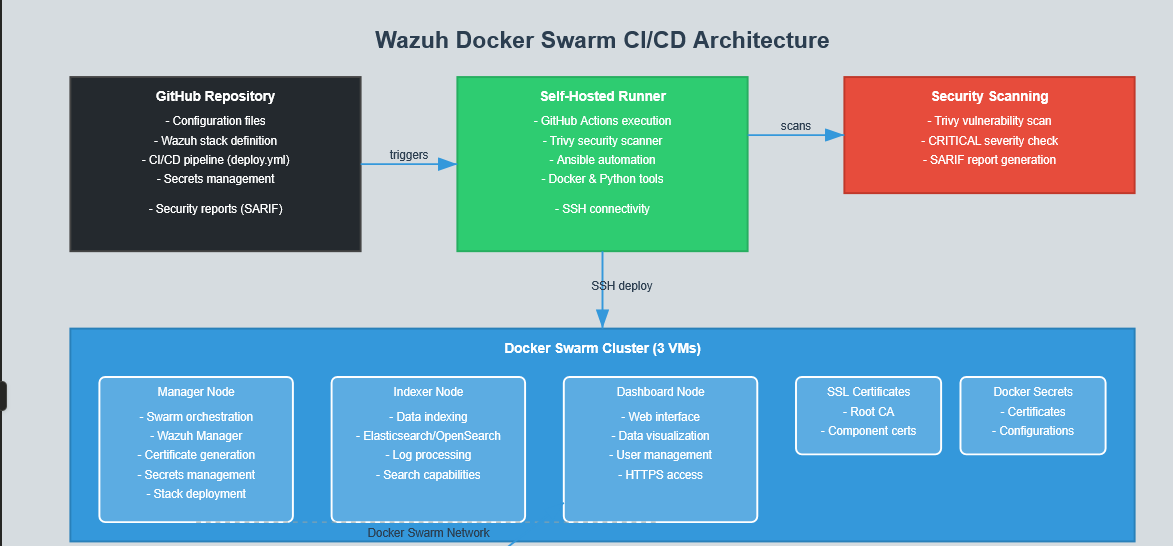 Wazuh Docker Swarm CI/CD Architecture
GitHub Repository
- Configuration files
- Wazuh stack definition
- CI/CD pipeline (deploy.yml)
- Secrets management
- Security reports (SARIF)
triggers
Self-Hosted Runner
- GitHub Actions execution
- Trivy security scanner
- Ansible automation
- Docker & Python tools
- SSH connectivity
scans
Security Scanning
- Trivy vulnerability scan
- CRITICAL severity check
- SARIF report generation
SSH deploy
Docker Swarm Cluster (3 VMs)
Manager Node
- Swarm orchestration
- Wazuh Manager
- Certificate generation
- Secrets management
- Stack deployment
Indexer Node
- Data indexing
- Elasticsearch/OpenSearch
- Log processing
- Search capabilities
Dashboard Node
- Web interface
- Data visualization
- User management
- HTTPS access
SSL Certificates
- Root CA
- Component certs
Docker Secrets
- Certificates
- Configurations
Docker Swarm Network